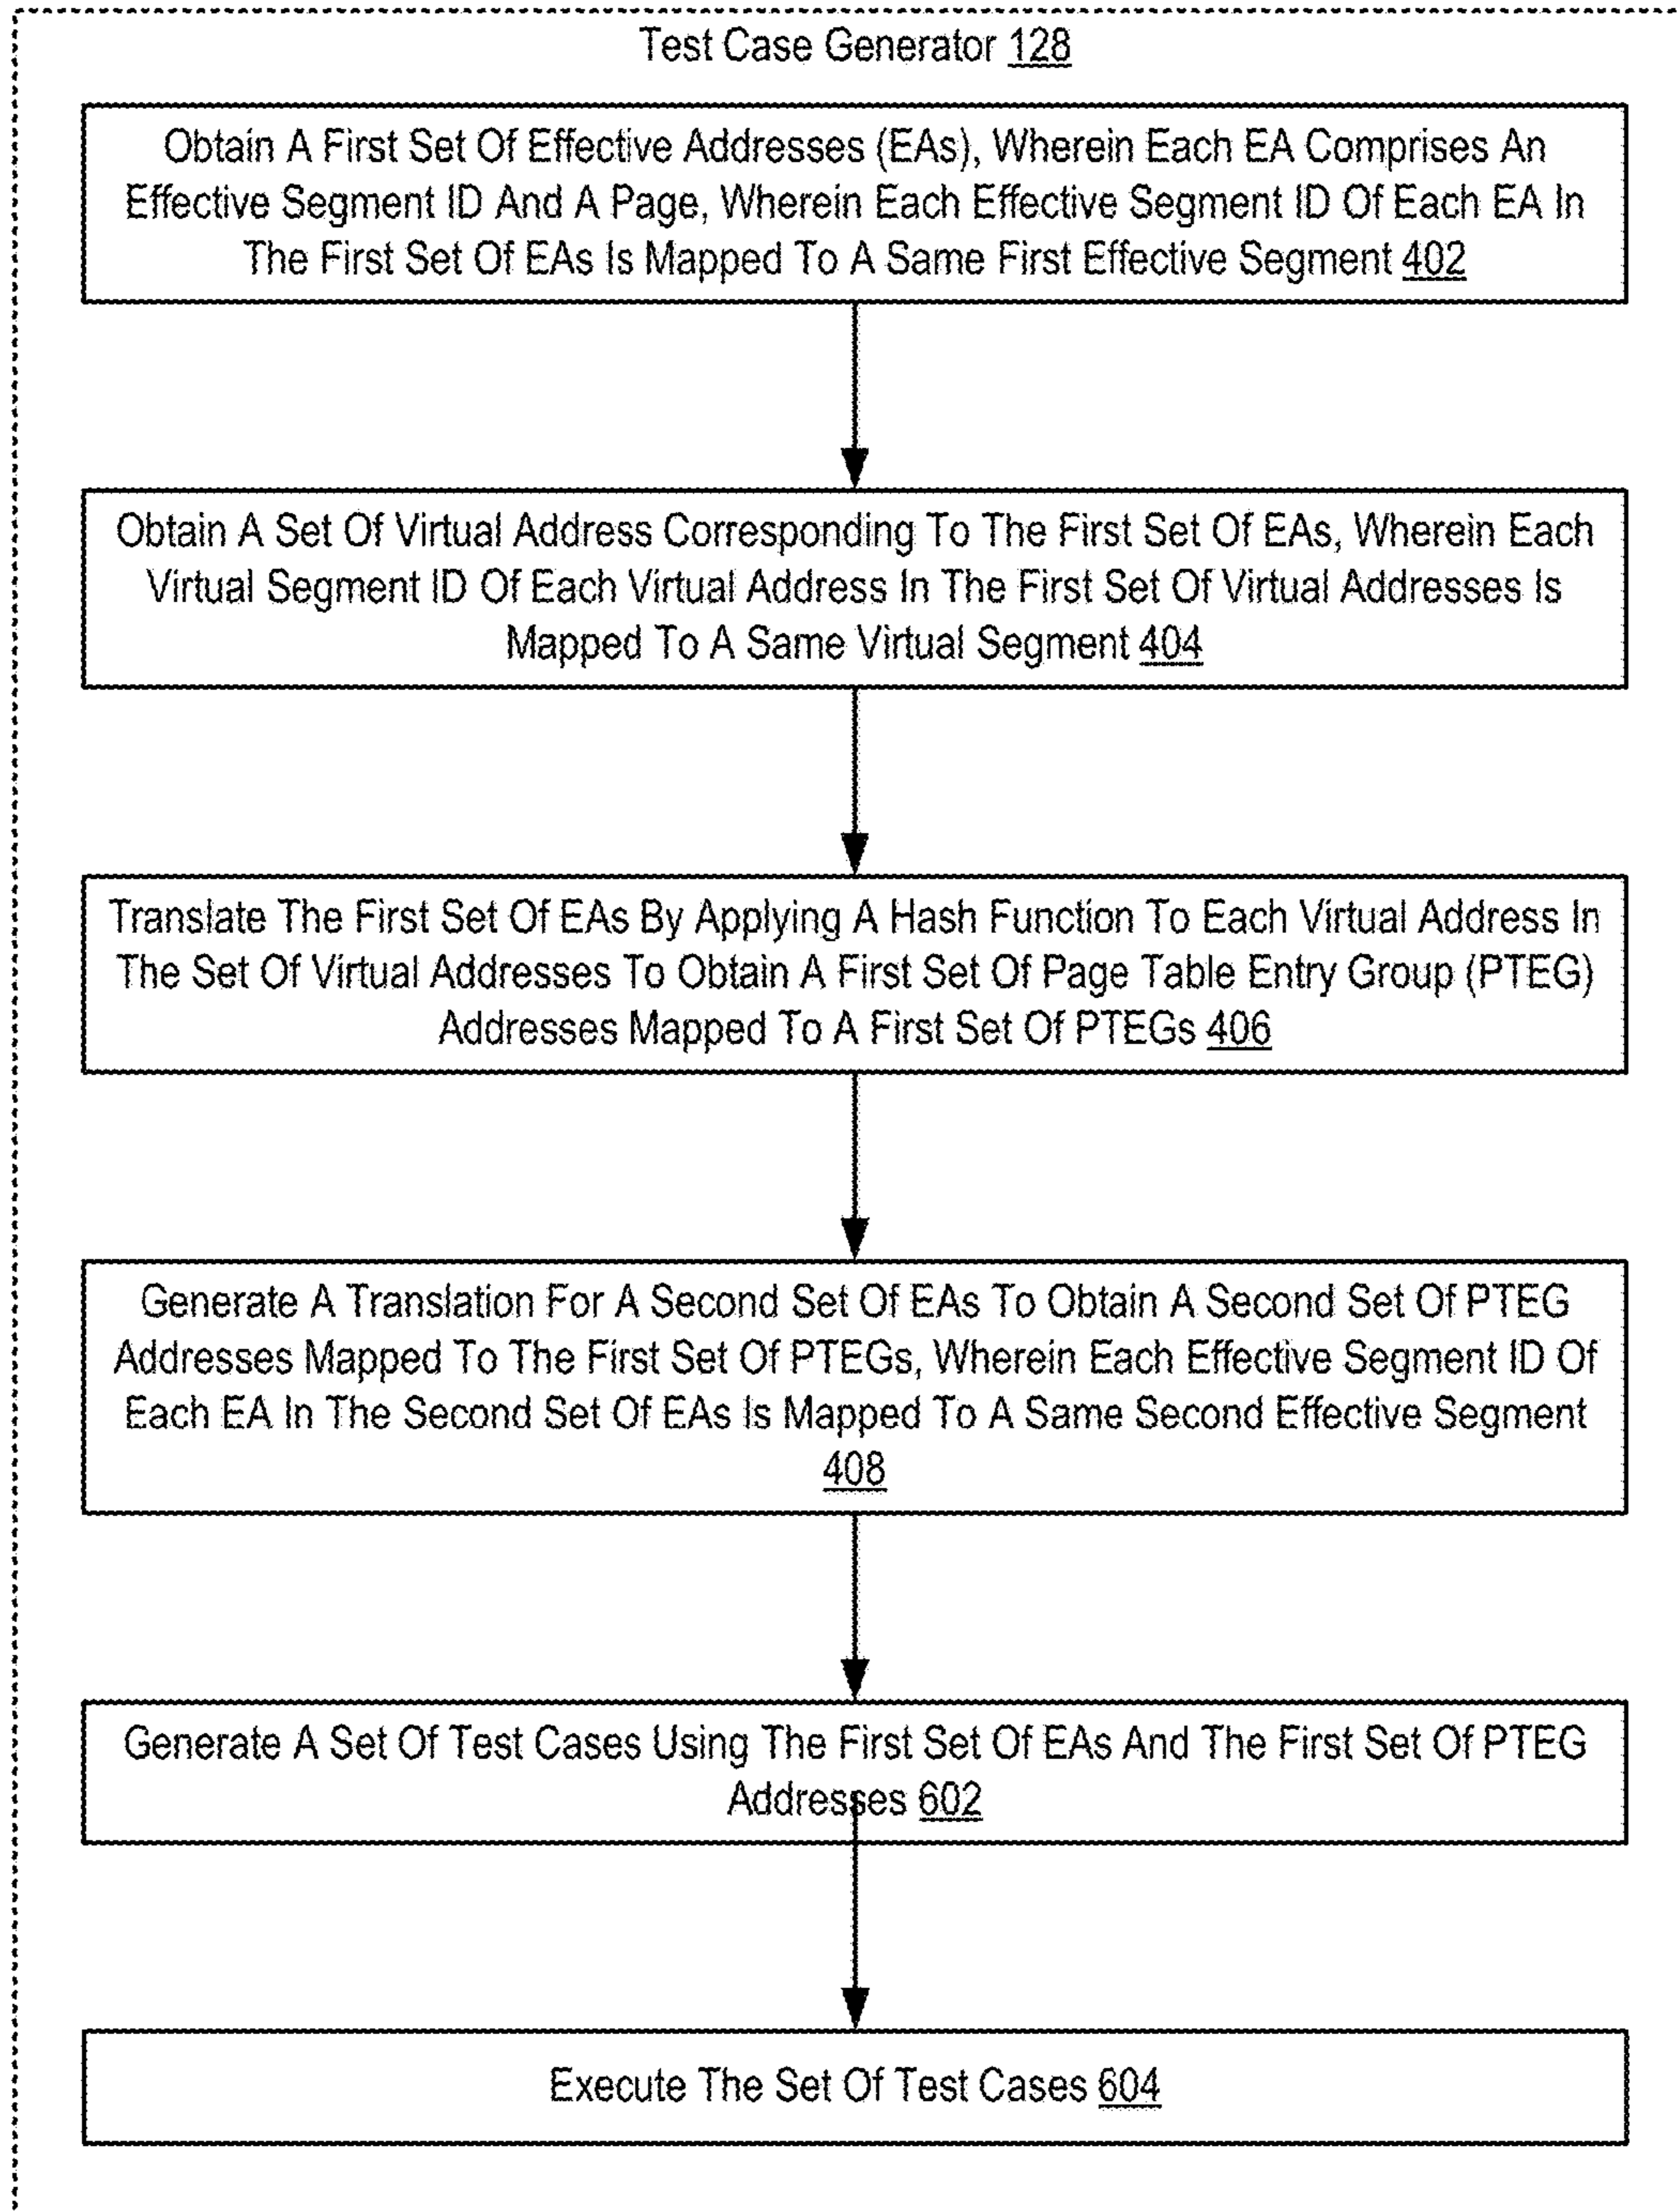 Test Case Generator 128
Obtain A First Set Of Effective Addresses (EAs), Wherein Each EA Comprises An
Effective Segment ID And A Page, Wherein Each Effective Segment ID Of Each EA In
The First Set Of EAs Is Mapped To A Same First Effective Segment 402
Obtain A Set Of Virtual Address Corresponding To The First Set Of EAs, Wherein Each
Virtual Segment ID Of Each Virtual Address In The First Set Of Virtual Addresses Is
Mapped To A Same Virtual Segment 404
Translate The First Set Of EAs By Applying A Hash Function To Each Virtual Address In
The Set Of Virtual Addresses To Obtain A First Set Of Page Table Entry Group (PTEG)
Addresses Mapped To A First Set Of PTEGs 406
Generate A Translation For A Second Set Of EAs To Obtain A Second Set Of PTEG
Addresses Mapped To The First Set Of PTEGs, Wherein Each Effective Segment ID Of
Each EA In The Second Set Of EAs Is Mapped To A Same Second Effective Segment
408
Generate A Set Of Test Cases Using The First Set Of EAs And The First Set Of PTEG
Addresses 602
Execute The Set Of Test Cases 604